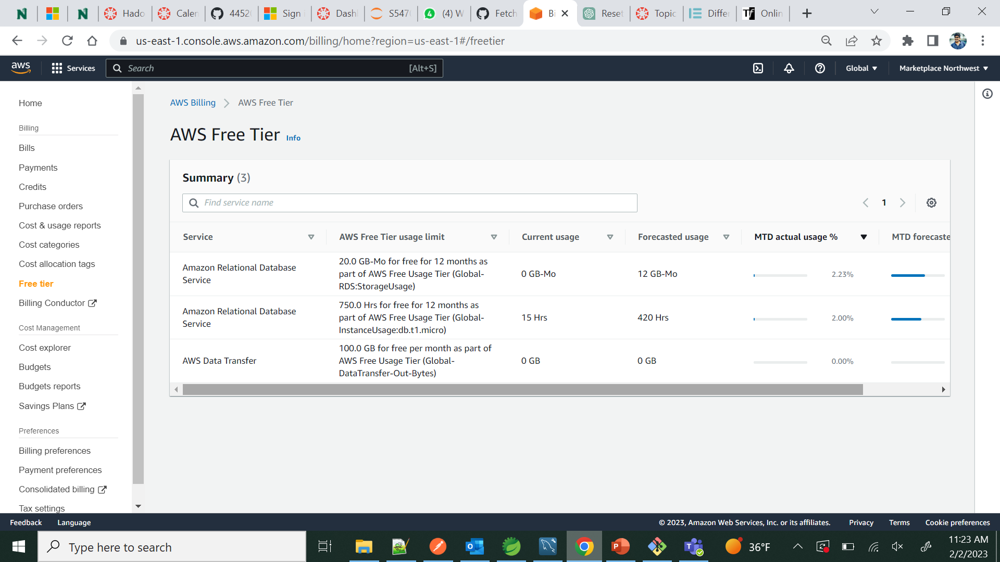 Hado
Calen
4452
Sign
Dashl
S547
(4) W
Fetch
Bi
Reset
Topic
Differ
Onlin
us-east-1.console.aws.amazon.com/billing/home?region=us-east-1#/freetier
aws
Services
Search
[Alt+S]
Global
Marketplace Northwest
Home
Billing
Bills
Payments
Credits
Purchase orders
Cost & usage reports
Cost categories
Cost allocation tags
Free tier
Billing Conductor
Cost Management
Cost explorer
Budgets
Budgets reports
Savings Plans
Preferences
Billing preferences
Payment preferences
Consolidated billing
Tax settings
AWS Billing
AWS Free Tier
AWS Free Tier Info
Summary (3)
Find service name
1
Service
AWS Free Tier usage limit
Current usage
Forecasted usage
MTD actual usage %
MTD forecaste
Amazon Relational Database
Service
20.0 GB-Mo for free for 12 months as
part of AWS Free Usage Tier (Global-
RDS:StorageUsage)
0 GB-Mo
12 GB-Mo
2.23%
Amazon Relational Database
Service
750.0 Hrs for free for 12 months as
part of AWS Free Usage Tier (Global-
InstanceUsage:db.t1.micro)
15 Hrs
420 Hrs
2.00%
AWS Data Transfer
100.0 GB for free per month as part of
AWS Free Usage Tier (Global-
DataTransfer-Out-Bytes)
0 GB
0 GB
0.00%
Feedback
Language
© 2023, Amazon Web Services, Inc. or its affiliates.
Privacy
Terms
Cookie preferences
Type here to search
36°F
11:23 AM
2/2/2023